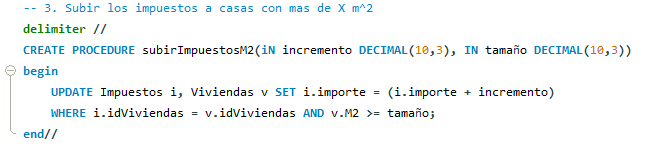 -- 3. Subir los impuestos a casas con mas de X m^2
delimiter //
CREATE PROCEDURE subirImpuestosM2(iN incremento DECIMAL(10,3), IN tamaño DECIMAL(10,3))
begin
UPDATE Impuestos i, Viviendas v SET i.importe = (i.importe + incremento)
WHERE i.idViviendas = v.idViviendas AND v.M2 >= tamaño;
end//